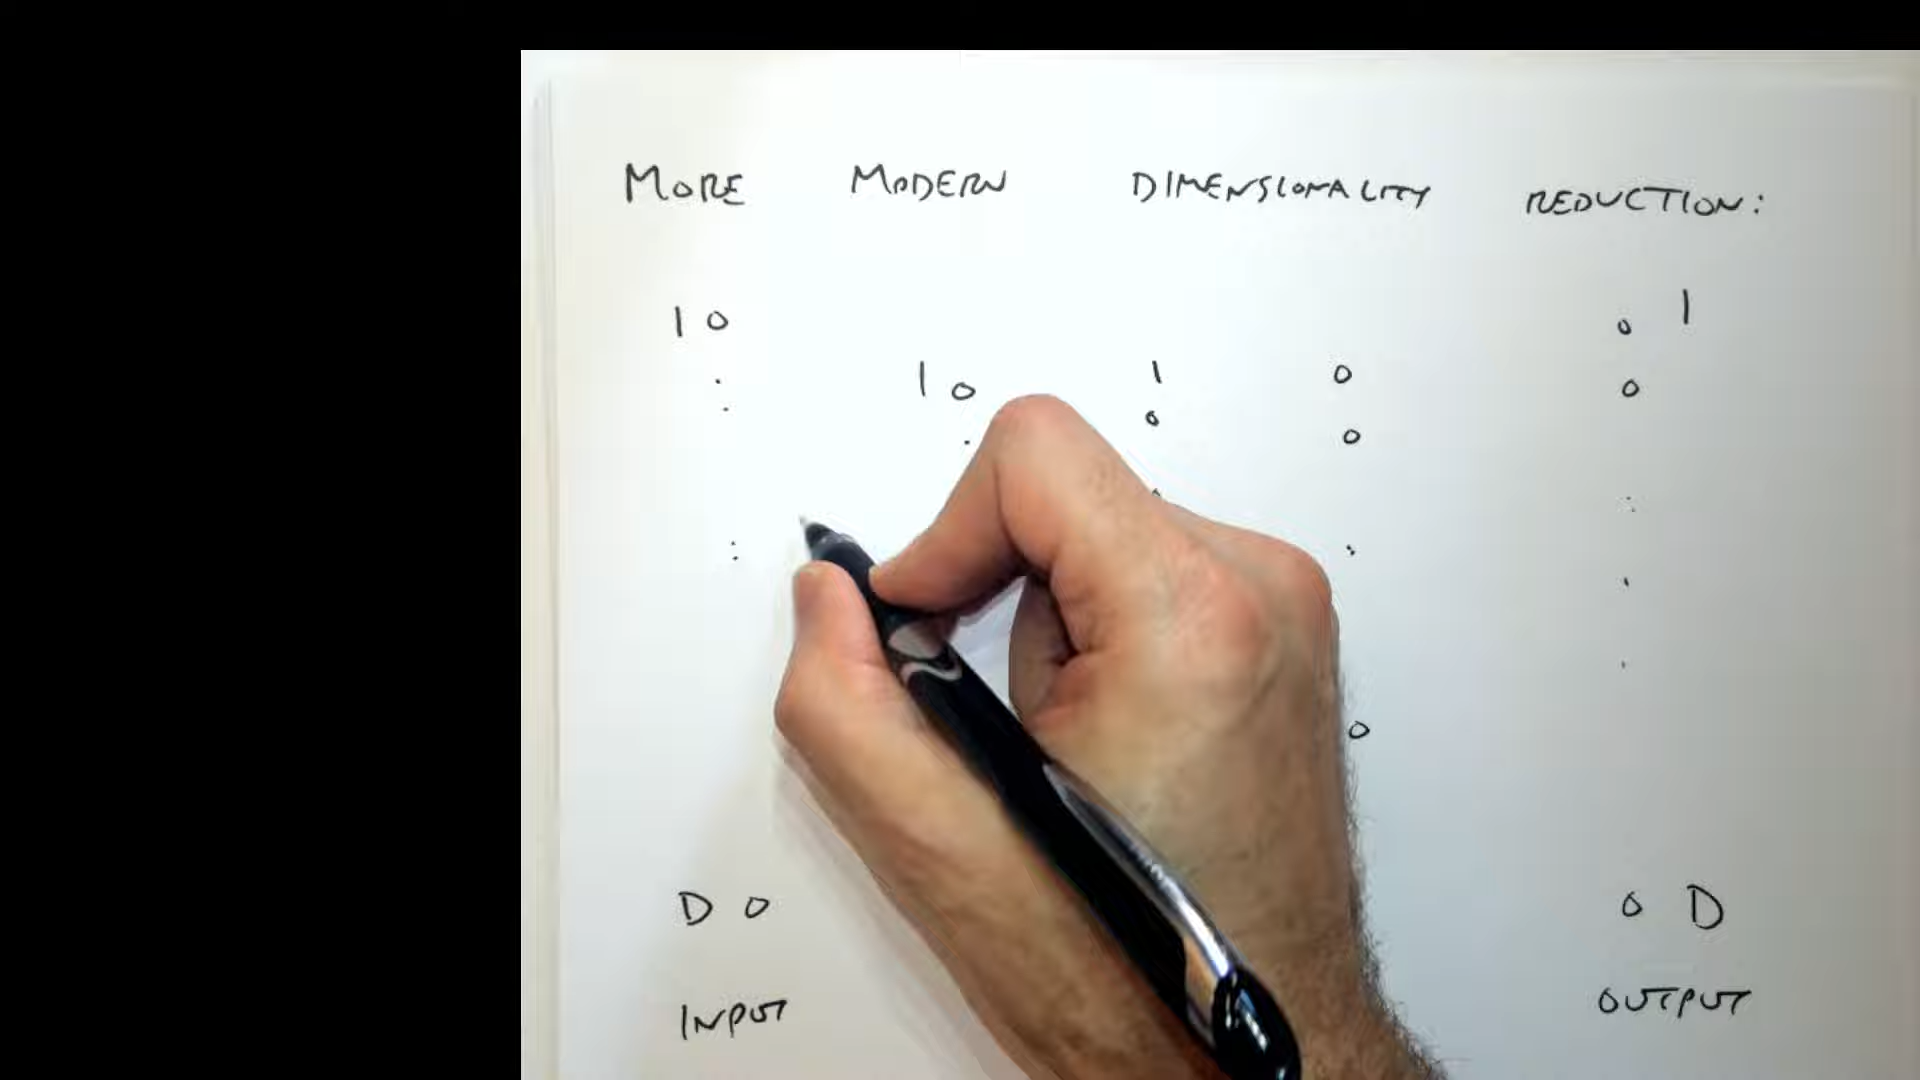 MORE MODERN DIMENSIONALITY REDUCTION:
1 0 0 1
1 0 1 0 0
0 0
0
D 0 0 D
INPUT OUTPUT